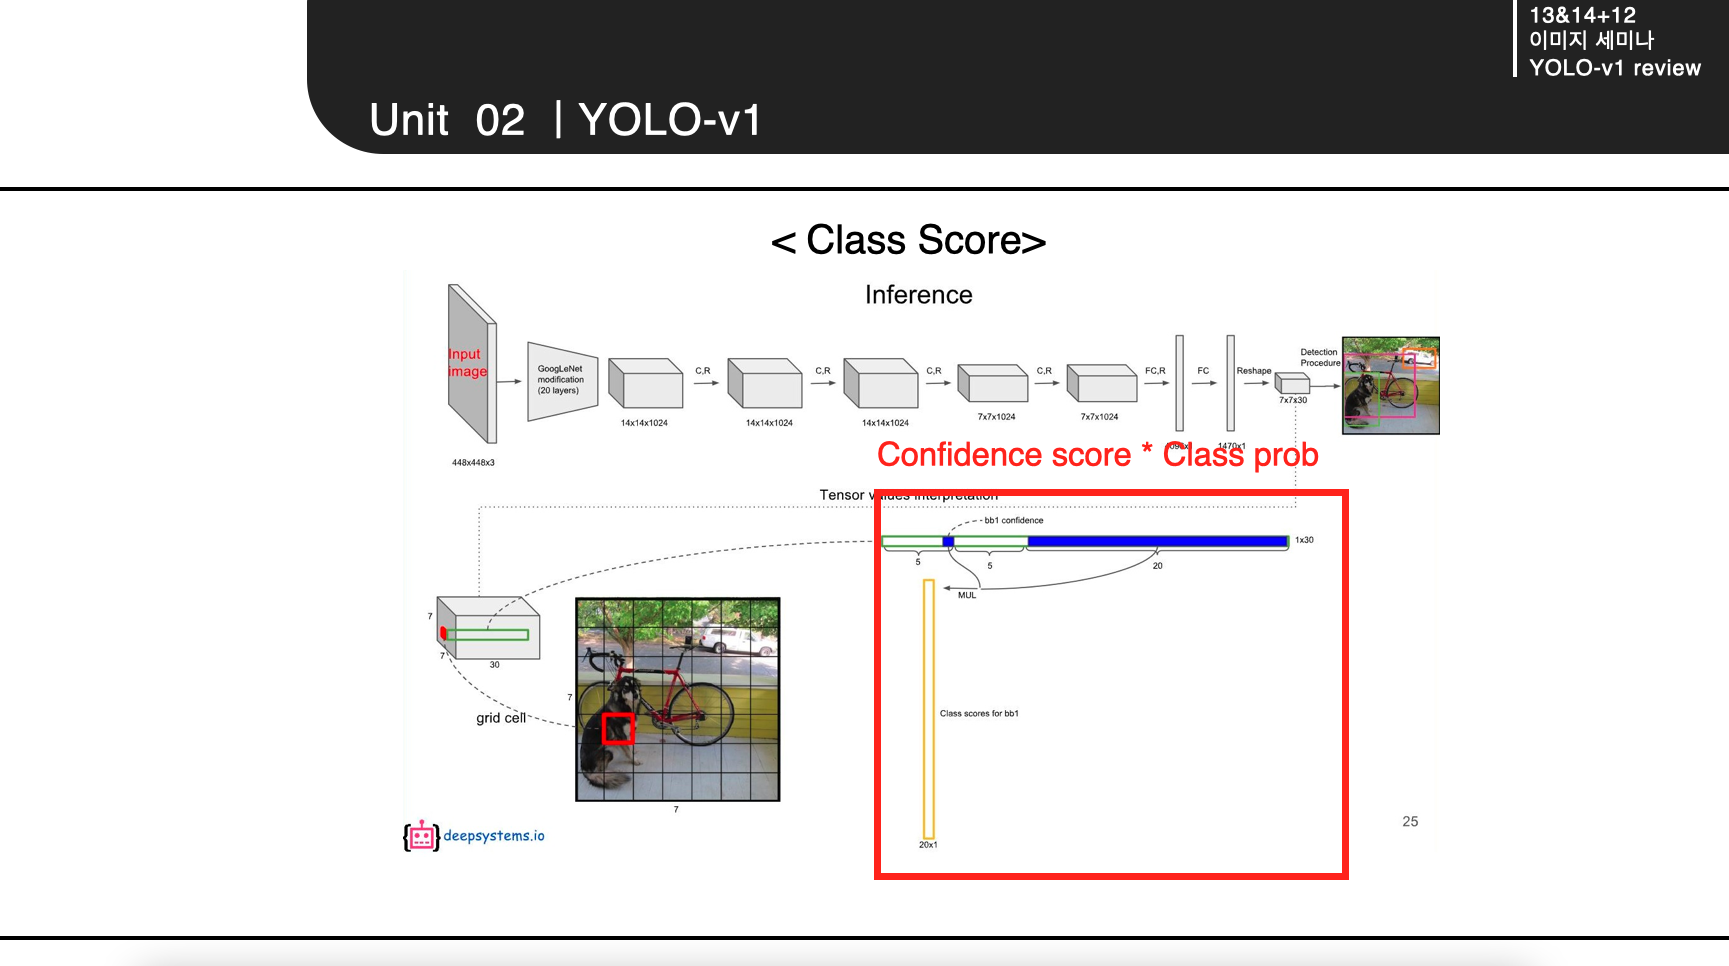 13&14+12
이미지 세미나
YOLO-v1 review
Unit 02 | YOLO-v1
< Class Score>
Inference
Input
image
GoogLeNet
modification
(20 layers)
C,R
C,R
C,R
C,R
FC,R
FC
Reshape
Detection
Procedure
14x14x1024
14x14x1024
14x14x1024
7x7x1024
7x7x1024
1470x1
7x7x30
448x448x3
Confidence score * Class prob
Tensor values interpretation
bb1 confidence
1x30
5
5
20
MUL
7
7
30
grid cell
7
7
Class scores for bb1
20x1
deepsystems.io
25